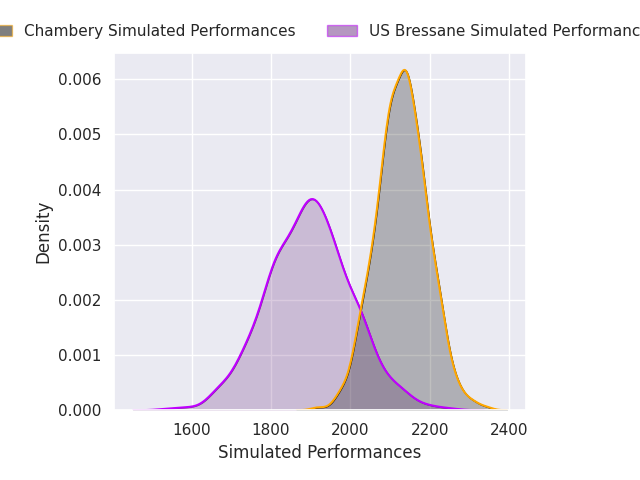 Chambery Simulated Performances
US Bressane Simulated Performanc
0.006
0.005
0.004
0.003
0.002
0.001
0.000
Density
1600 1800 2000 2200 2400
Simulated Performances